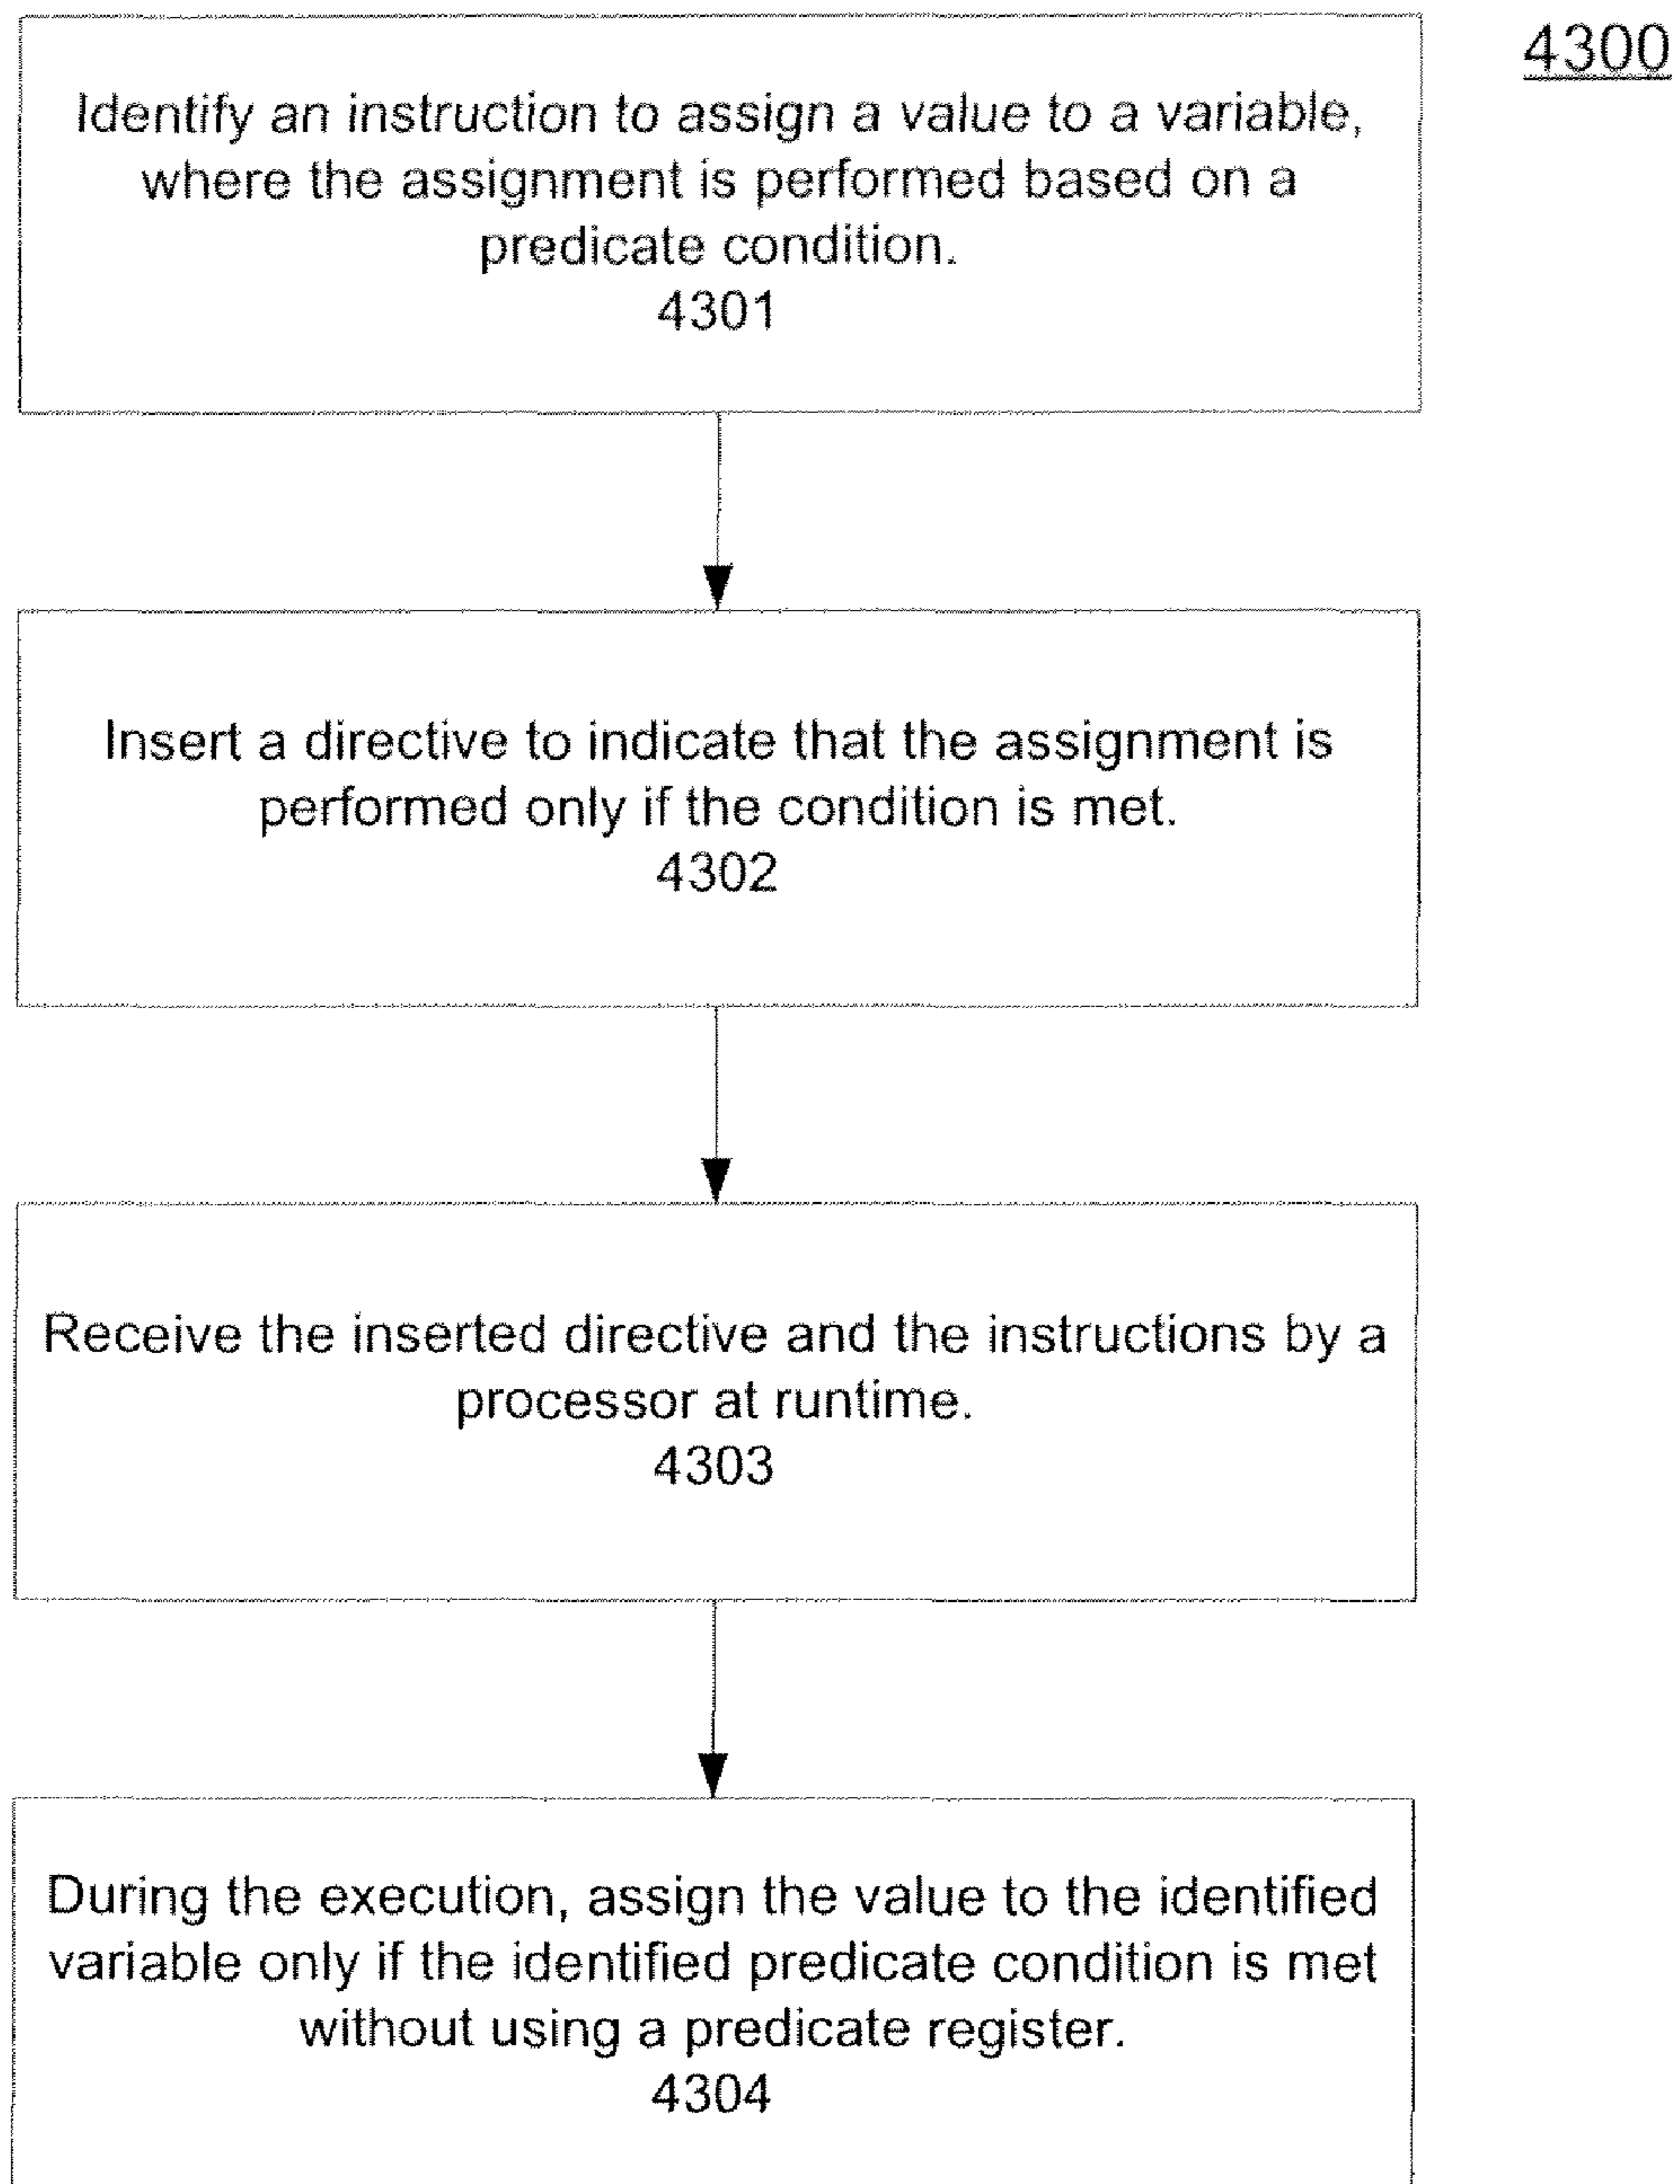 4300
Identify an instruction to assign a value to a variable,
where the assignment is performed based on a
predicate condition.
4301
Insert a directive to indicate that the assignment is
performed only if the condition is met.
4302
Receive the inserted directive and the instructions by a
processor at runtime.
4303
During the execution, assign the value to the identified
variable only if the identified predicate condition is met
without using a predicate register.
4304